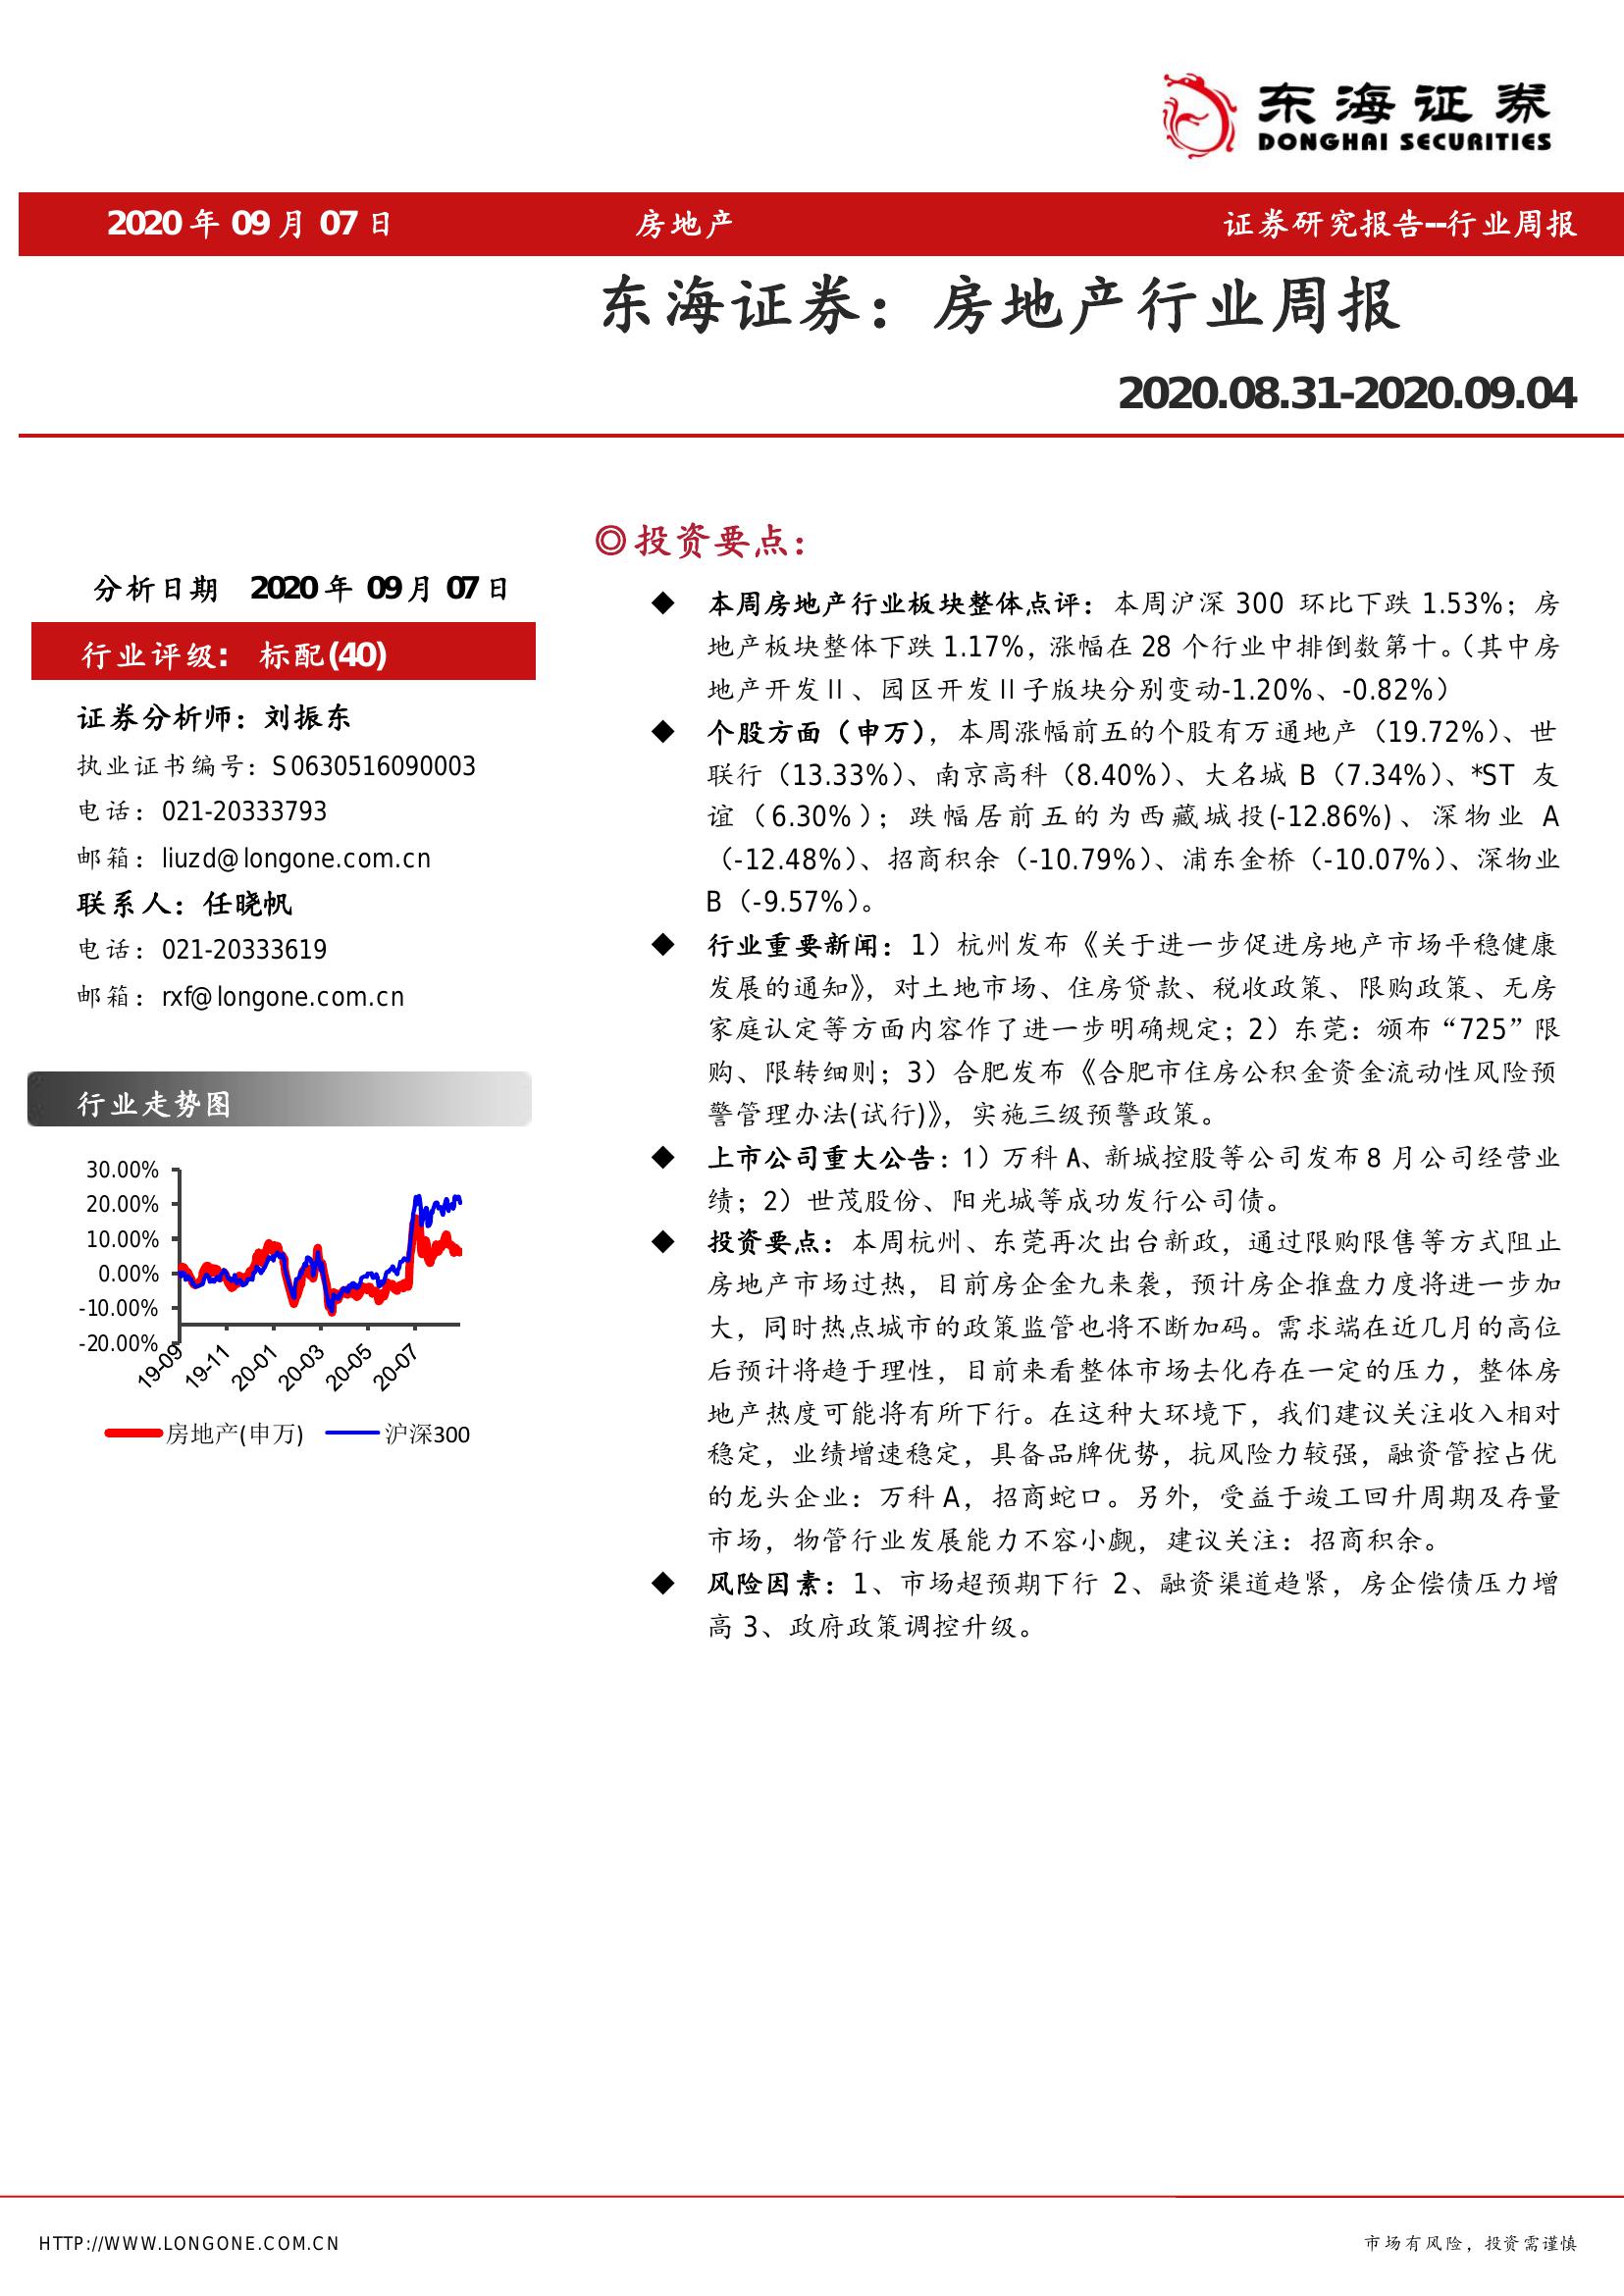 东海证券
DONGHAI SECURITIES
2020 年 09 月 07 日 房地产 证券研究报告--行业周报
东海证券：房地产行业周报
2020.08.31-2020.09.04
分析日期 2020 年 09 月 07 日
行业评级： 标配(40)
证券分析师：刘振东
执业证书编号：S0630516090003
电话：021-20333793
邮箱：liuzd@longone.com.cn
联系人：任晓帆
电话：021-20333619
邮箱：rxf@longone.com.cn
行业走势图
30.00%
20.00%
10.00%
0.00%
-10.00%
-20.00%
19-09 19-11 20-01 20-03 20-05 20-07
房地产(申万) 沪深300
◎投资要点：
◆ 本周房地产行业板块整体点评：本周沪深 300 环比下跌 1.53%；房
地产板块整体下跌 1.17%，涨幅在 28 个行业中排倒数第十。（其中房
地产开发Ⅱ、园区开发Ⅱ子版块分别变动-1.20%、-0.82%）
◆ 个股方面（申万），本周涨幅前五的个股有万通地产（19.72%）、世
联行（13.33%）、南京高科（8.40%）、大名城 B（7.34%）、*ST 友
谊（6.30%）；跌幅居前五的为西藏城投(-12.86%)、深物业 A
（-12.48%）、招商积余（-10.79%）、浦东金桥（-10.07%）、深物业
B（-9.57%）。
◆ 行业重要新闻：1）杭州发布《关于进一步促进房地产市场平稳健康
发展的通知》，对土地市场、住房贷款、税收政策、限购政策、无房
家庭认定等方面内容作了进一步明确规定；2）东莞：颁布“725”限
购、限转细则；3）合肥发布《合肥市住房公积金资金流动性风险预
警管理办法(试行)》，实施三级预警政策。
◆ 上市公司重大公告：1）万科 A、新城控股等公司发布 8 月公司经营业
绩；2）世茂股份、阳光城等成功发行公司债。
◆ 投资要点：本周杭州、东莞再次出台新政，通过限购限售等方式阻止
房地产市场过热，目前房企金九来袭，预计房企推盘力度将进一步加
大，同时热点城市的政策监管也将不断加码。需求端在近几月的高位
后预计将趋于理性，目前来看整体市场去化存在一定的压力，整体房
地产热度可能将有所下行。在这种大环境下，我们建议关注收入相对
稳定，业绩增速稳定，具备品牌优势，抗风险力较强，融资管控占优
的龙头企业：万科 A，招商蛇口。另外，受益于竣工回升周期及存量
市场，物管行业发展能力不容小觑，建议关注：招商积余。
◆ 风险因素：1、市场超预期下行 2、融资渠道趋紧，房企偿债压力增
高 3、政府政策调控升级。
HTTP://WWW.LONGONE.COM.CN 市场有风险，投资需谨慎